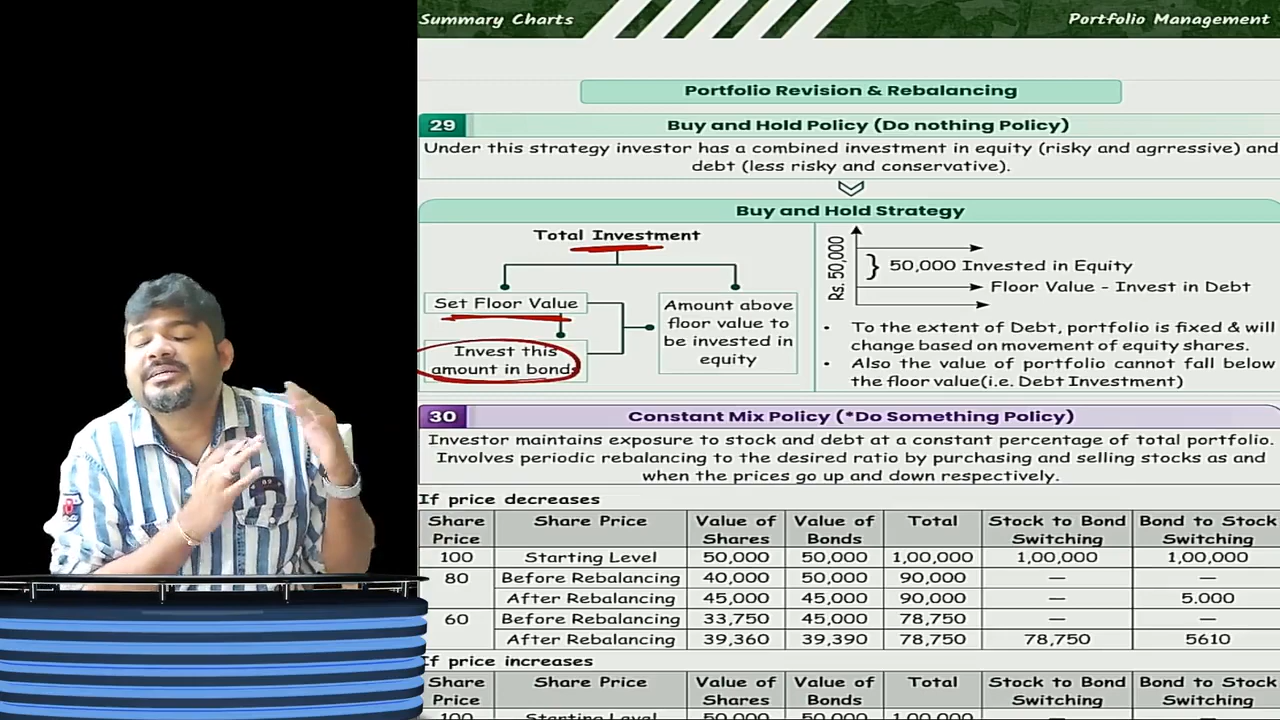 Summary Charts
Portfolio Management
Portfolio Revision & Rebalancing
29 Buy and Hold Policy (Do nothing Policy)
Under this strategy investor has a combined investment in equity (risky and agrressive) and
debt (less risky and conservative).
Buy and Hold Strategy
Total Investment
Set Floor Value
Invest this
amount in bonds
Amount above
floor value to
be invested in
equity
Rs. 50,000
50,000 Invested in Equity
Floor Value - Invest in Debt
• To the extent of Debt, portfolio is fixed & will
change based on movement of equity shares.
• Also the value of portfolio cannot fall below
the floor value(i.e. Debt Investment)
30 Constant Mix Policy (*Do Something Policy)
Investor maintains exposure to stock and debt at a constant percentage of total portfolio.
Involves periodic rebalancing to the desired ratio by purchasing and selling stocks as and
when the prices go up and down respectively.
If price decreases
Share Price | Share Price | Value of Shares | Value of Bonds | Total | Stock to Bond Switching | Bond to Stock Switching
100 | Starting Level | 50,000 | 50,000 | 1,00,000 | 1,00,000 | 1,00,000
80 | Before Rebalancing | 40,000 | 50,000 | 90,000 | — | —
After Rebalancing | 45,000 | 45,000 | 90,000 | — | 5.000
60 | Before Rebalancing | 33,750 | 45,000 | 78,750 | — | —
After Rebalancing | 39,360 | 39,390 | 78,750 | 78,750 | 5610
If price increases
Share Price | Share Price | Value of Shares | Value of Bonds | Total | Stock to Bond Switching | Bond to Stock Switching
100 | Starting Level | 50,000 | 50,000 | 1,00,000 | — | —